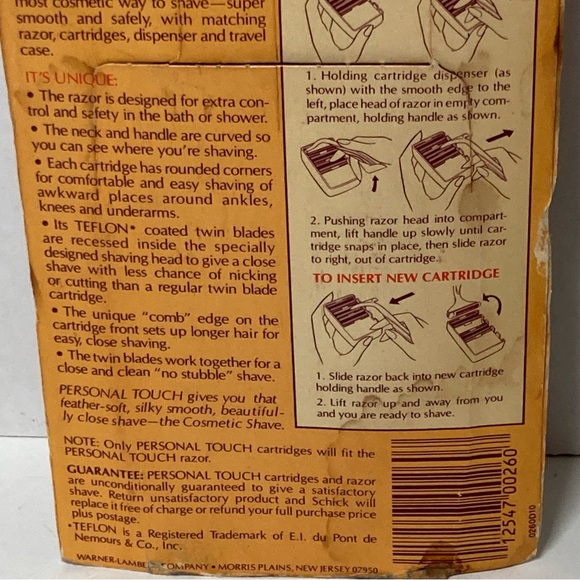 most cosmetic way to shave—super
smooth and safely, with matching
razor, cartridges, dispenser and travel
case.
IT'S UNIQUE:
• The razor is designed for extra con-
trol and safety in the bath or shower.
• The neck and handle are curved so
you can see where you're shaving.
• Each cartridge has rounded corners
for comfortable and easy shaving of
awkward places around ankles,
knees and underarms.
• Its TEFLON* coated twin blades
are recessed inside the specially
designed shaving head to give a close
shave with less chance of nicking
or cutting than a regular twin blade
cartridge.
• The unique "comb" edge on the
cartridge front sets up longer hair for
easy, close shaving.
• The twin blades work together for a
close and clean "no stubble" shave.
PERSONAL TOUCH gives you that
feather-soft, silky smooth, beautiful-
ly close shave—the Cosmetic Shave.
1. Holding cartridge dispenser (as
shown) with the smooth edge to the
left, place head of razor in empty com-
partment, holding handle as shown.
2. Pushing razor head into compart-
ment, lift handle up slowly until car-
tridge snaps in place, then slide razor
to right, out of cartridge.
TO INSERT NEW CARTRIDGE
1. Slide razor back into new cartridge
holding handle as shown.
2. Lift razor up and away from you
and you are ready to shave.
NOTE: Only PERSONAL TOUCH cartridges will fit the
PERSONAL TOUCH razor.
GUARANTEE: PERSONAL TOUCH cartridges and razor
are unconditionally guaranteed to give a satisfactory
shave. Return unsatisfactory product and Schick will
replace it free of charge or refund your full purchase price
plus postage.
*TEFLON is a Registered Trademark of E.I. du Pont de
Nemours & Co., Inc.
WARNER-LAMBE COMPANY • MORRIS PLAINS, NEW JERSEY 07950
12547 00260
0260D10